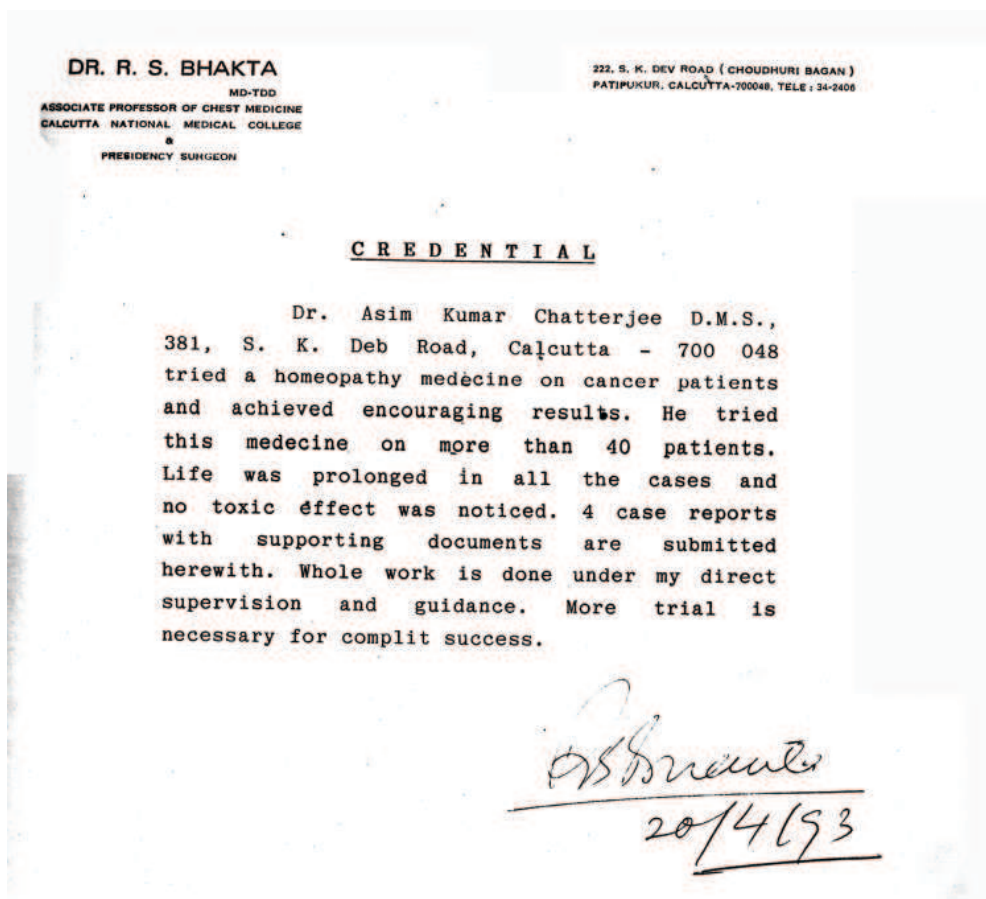 DR. R. S. BHAKTA
MD-TDD
ASSOCIATE PROFESSOR OF CHEST MEDICINE
CALCUTTA NATIONAL MEDICAL COLLEGE
&
PRESIDENCY SURGEON
222, S. K. DEV ROAD ( CHOUDHURI BAGAN )
PATIPUKUR, CALCUTTA-700048, TELE : 34-2406
CREDENTIAL
Dr. Asim Kumar Chatterjee D.M.S.,
381, S. K. Deb Road, Calcutta - 700 048
tried a homeopathy medecine on cancer patients
and achieved encouraging results. He tried
this medecine on more than 40 patients.
Life was prolonged in all the cases and
no toxic effect was noticed. 4 case reports
with supporting documents are submitted
herewith. Whole work is done under my direct
supervision and guidance. More trial is
necessary for complit success.
20/4/93